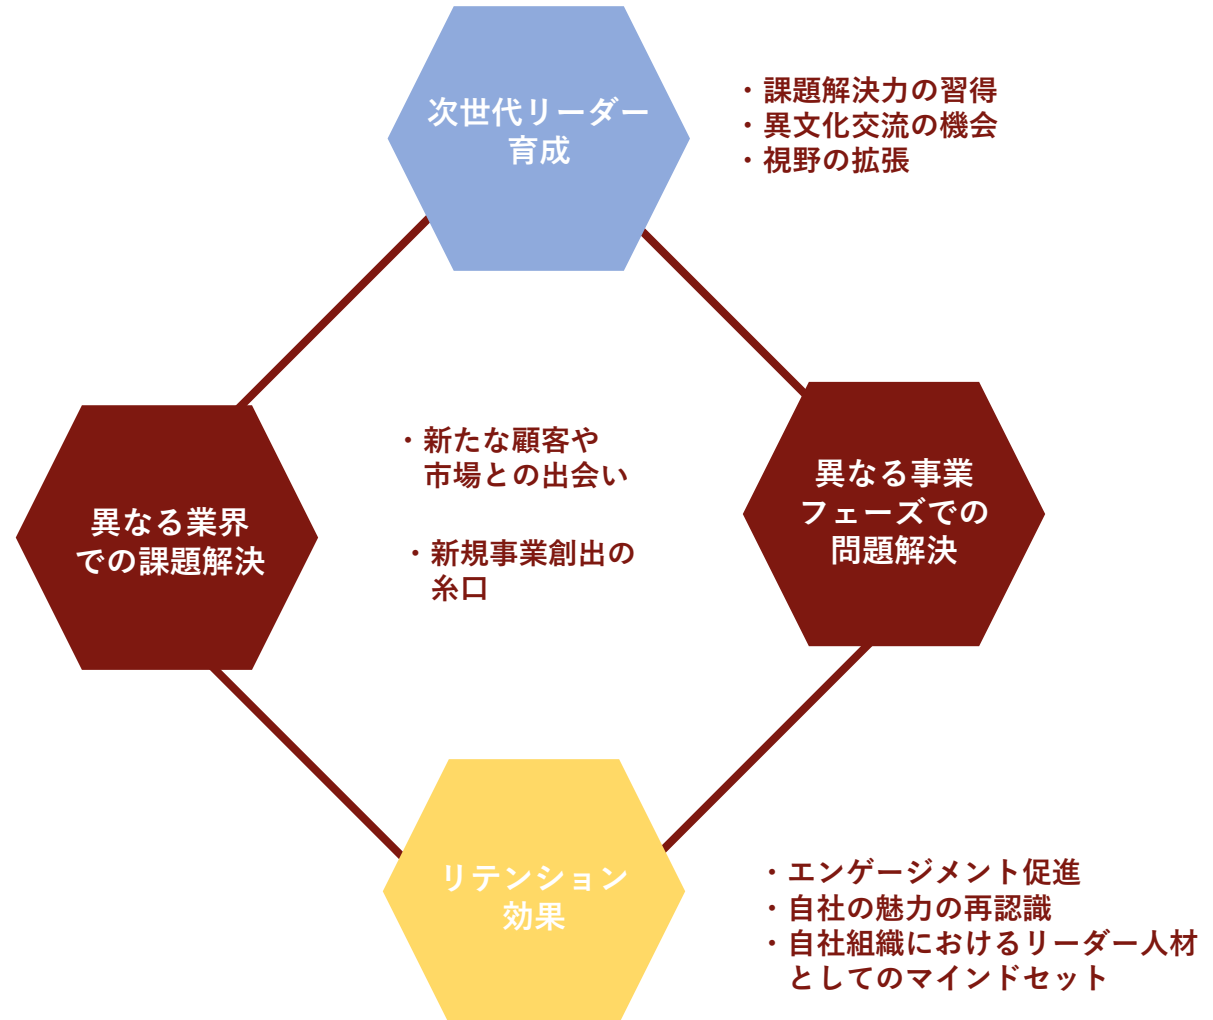 次世代リーダー
育成
・課題解決力の習得
・異文化交流の機会
・視野の拡張
異なる業界
での課題解決
・新たな顧客や
市場との出会い
・新規事業創出の
糸口
異なる事業
フェーズでの
問題解決
リテンション
効果
・エンゲージメント促進
・自社の魅力の再認識
・自社組織におけるリーダー人材
としてのマインドセット